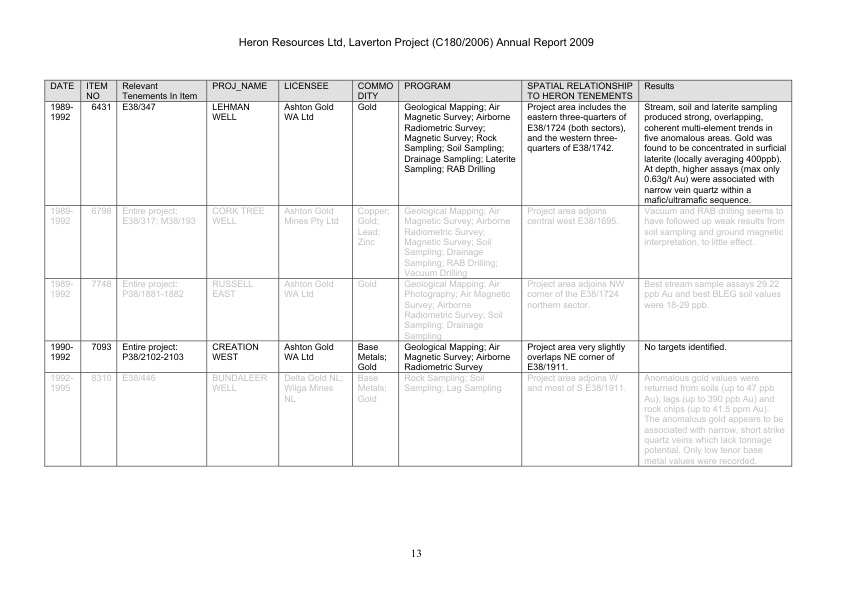 Heron Resources Ltd, Laverton Project (C180/2006) Annual Report 2009
DATE
ITEM
NO
Relevant
Tenements In Item
PROJ_NAME
LICENSEE
COMMO
DITY
PROGRAM
SPATIAL RELATIONSHIP
TO HERON TENEMENTS
Results
1989-
1992
6431
E38/347
LEHMAN
WELL
Ashton Gold
WA Ltd
Gold
Geological Mapping; Air
Magnetic Survey; Airborne
Radiometric Survey;
Magnetic Survey; Rock
Sampling; Soil Sampling;
Drainage Sampling; Laterite
Sampling; RAB Drilling
Project area includes the
eastern three-quarters of
E38/1724 (both sectors),
and the western three-
quarters of E38/1742.
Stream, soil and laterite sampling
produced strong, overlapping,
coherent multi-element trends in
five anomalous areas. Gold was
found to be concentrated in surficial
laterite (locally averaging 400ppb).
At depth, higher assays (max only
0.63g/t Au) were associated with
narrow vein quartz within a
mafic/ultramafic sequence.
1989-
1992
6798
Entire project:
E38/317; M38/193
CORK TREE
WELL
Ashton Gold
Mines Pty Ltd
Copper;
Gold;
Lead;
Zinc
Geological Mapping; Air
Magnetic Survey; Airborne
Radiometric Survey;
Magnetic Survey; Soil
Sampling; Drainage
Sampling; RAB Drilling;
Vacuum Drilling
Project area adjoins
central west E38/1695.
Vacuum and RAB drilling seems to
have followed up weak results from
soil sampling and ground magnetic
interpretation, to little effect.
1989-
1992
7748
Entire project:
P38/1881-1882
RUSSELL
EAST
Ashton Gold
WA Ltd
Gold
Geological Mapping; Air
Photography; Air Magnetic
Survey; Airborne
Radiometric Survey; Soil
Sampling; Drainage
Sampling
Project area adjoins NW
corner of the E38/1724
northern sector.
Best stream sample assays 29.22
ppb Au and best BLEG soil values
were 18-29 ppb.
1990-
1992
7093
Entire project:
P38/2102-2103
CREATION
WEST
Ashton Gold
WA Ltd
Base
Metals;
Gold
Geological Mapping; Air
Magnetic Survey; Airborne
Radiometric Survey
Project area very slightly
overlaps NE corner of
E38/1911.
No targets identified.
1992-
1995
8310
E38/446
BUNDALEER
WELL
Delta Gold NL;
Wilga Mines
NL
Base
Metals;
Gold
Rock Sampling; Soil
Sampling; Lag Sampling
Project area adjoins W
and most of S E38/1911.
Anomalous gold values were
returned from soils (up to 47 ppb
Au), lags (up to 390 ppb Au) and
rock chips (up to 41.5 ppm Au).
The anomalous gold appears to be
associated with narrow, short strike
quartz veins which lack tonnage
potential. Only low tenor base
metal values were recorded.
13